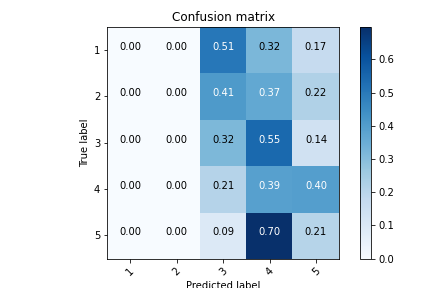 Confusion matrix
1 0.00 0.00 0.51 0.32 0.17
2 0.00 0.00 0.41 0.37 0.22
3 0.00 0.00 0.32 0.55 0.14
4 0.00 0.00 0.21 0.39 0.40
5 0.00 0.00 0.09 0.70 0.21
True label
1 2 3 4 5
Predicted label
0.6
0.5
0.4
0.3
0.2
0.1
0.0